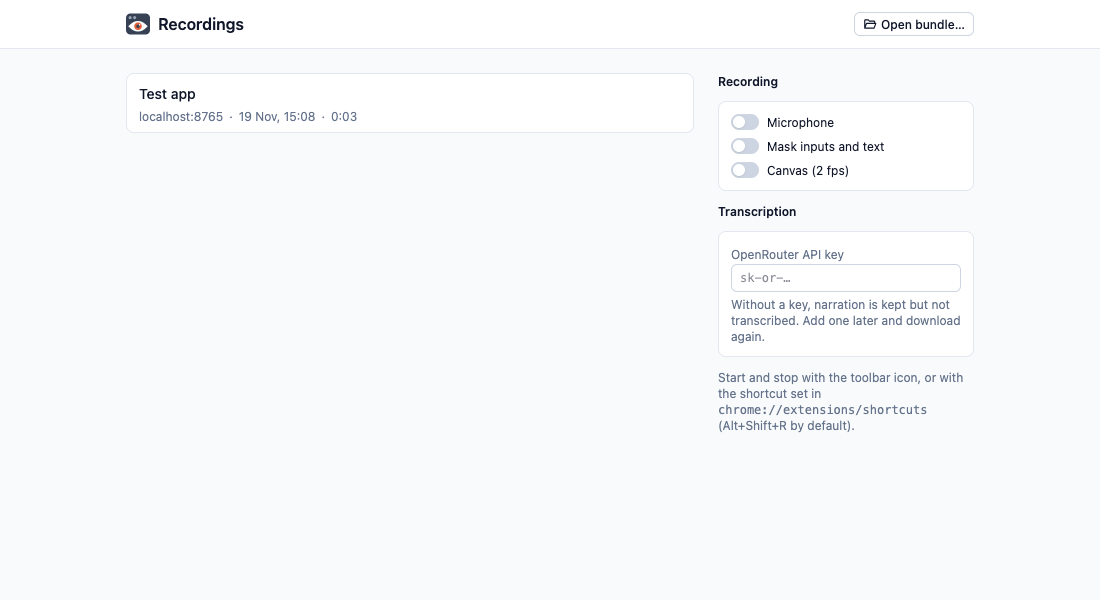 Recordings
Open bundle…
Test app
localhost:8765 · 19 Nov, 15:08 · 0:03
Recording
Microphone
Mask inputs and text
Canvas (2 fps)
Transcription
OpenRouter API key
sk-or-…
Without a key, narration is kept but not
transcribed. Add one later and download
again.
Start and stop with the toolbar icon, or with
the shortcut set in
chrome://extensions/shortcuts
(Alt+Shift+R by default).